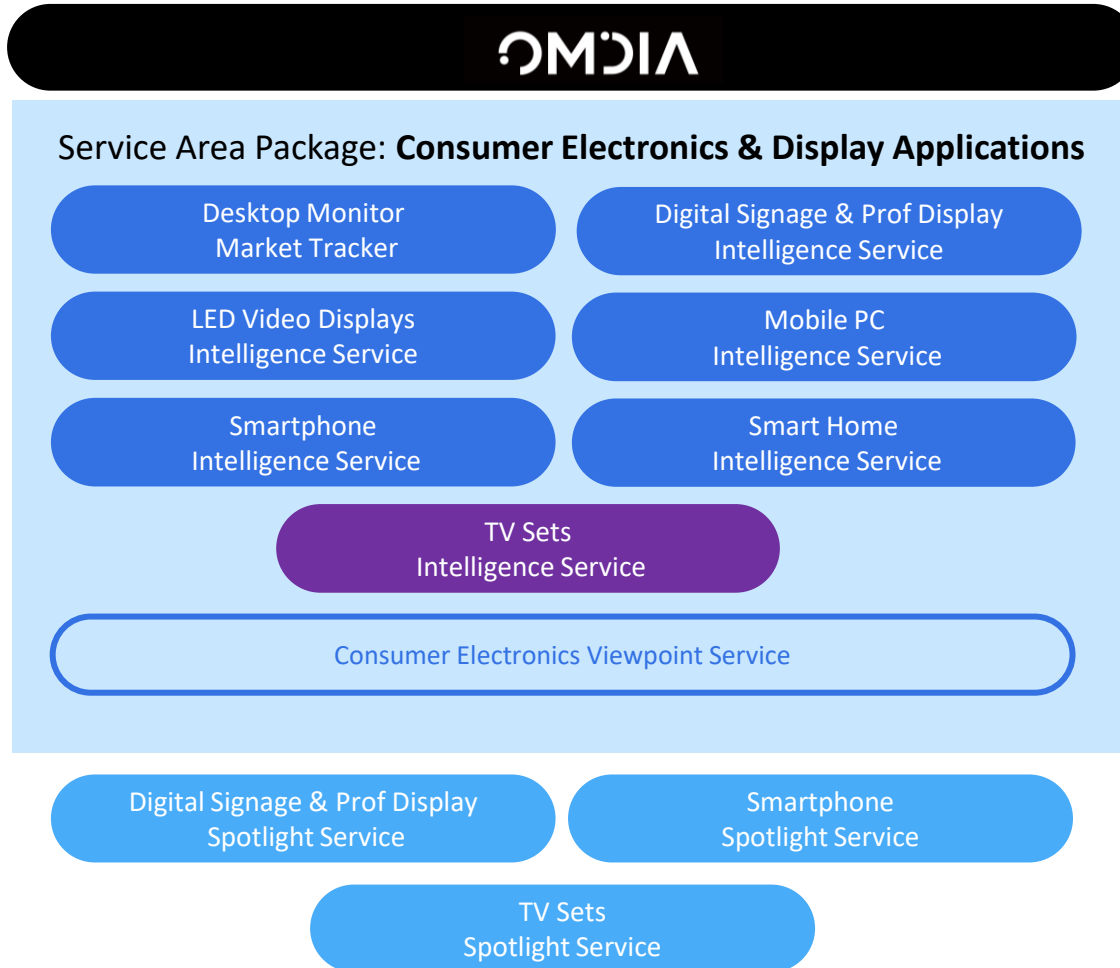 OMDIA
Service Area Package: Consumer Electronics & Display Applications
Desktop Monitor
Market Tracker
Digital Signage & Prof Display
Intelligence Service
LED Video Displays
Intelligence Service
Mobile PC
Intelligence Service
Smartphone
Intelligence Service
Smart Home
Intelligence Service
TV Sets
Intelligence Service
Consumer Electronics Viewpoint Service
Digital Signage & Prof Display
Spotlight Service
Smartphone
Spotlight Service
TV Sets
Spotlight Service